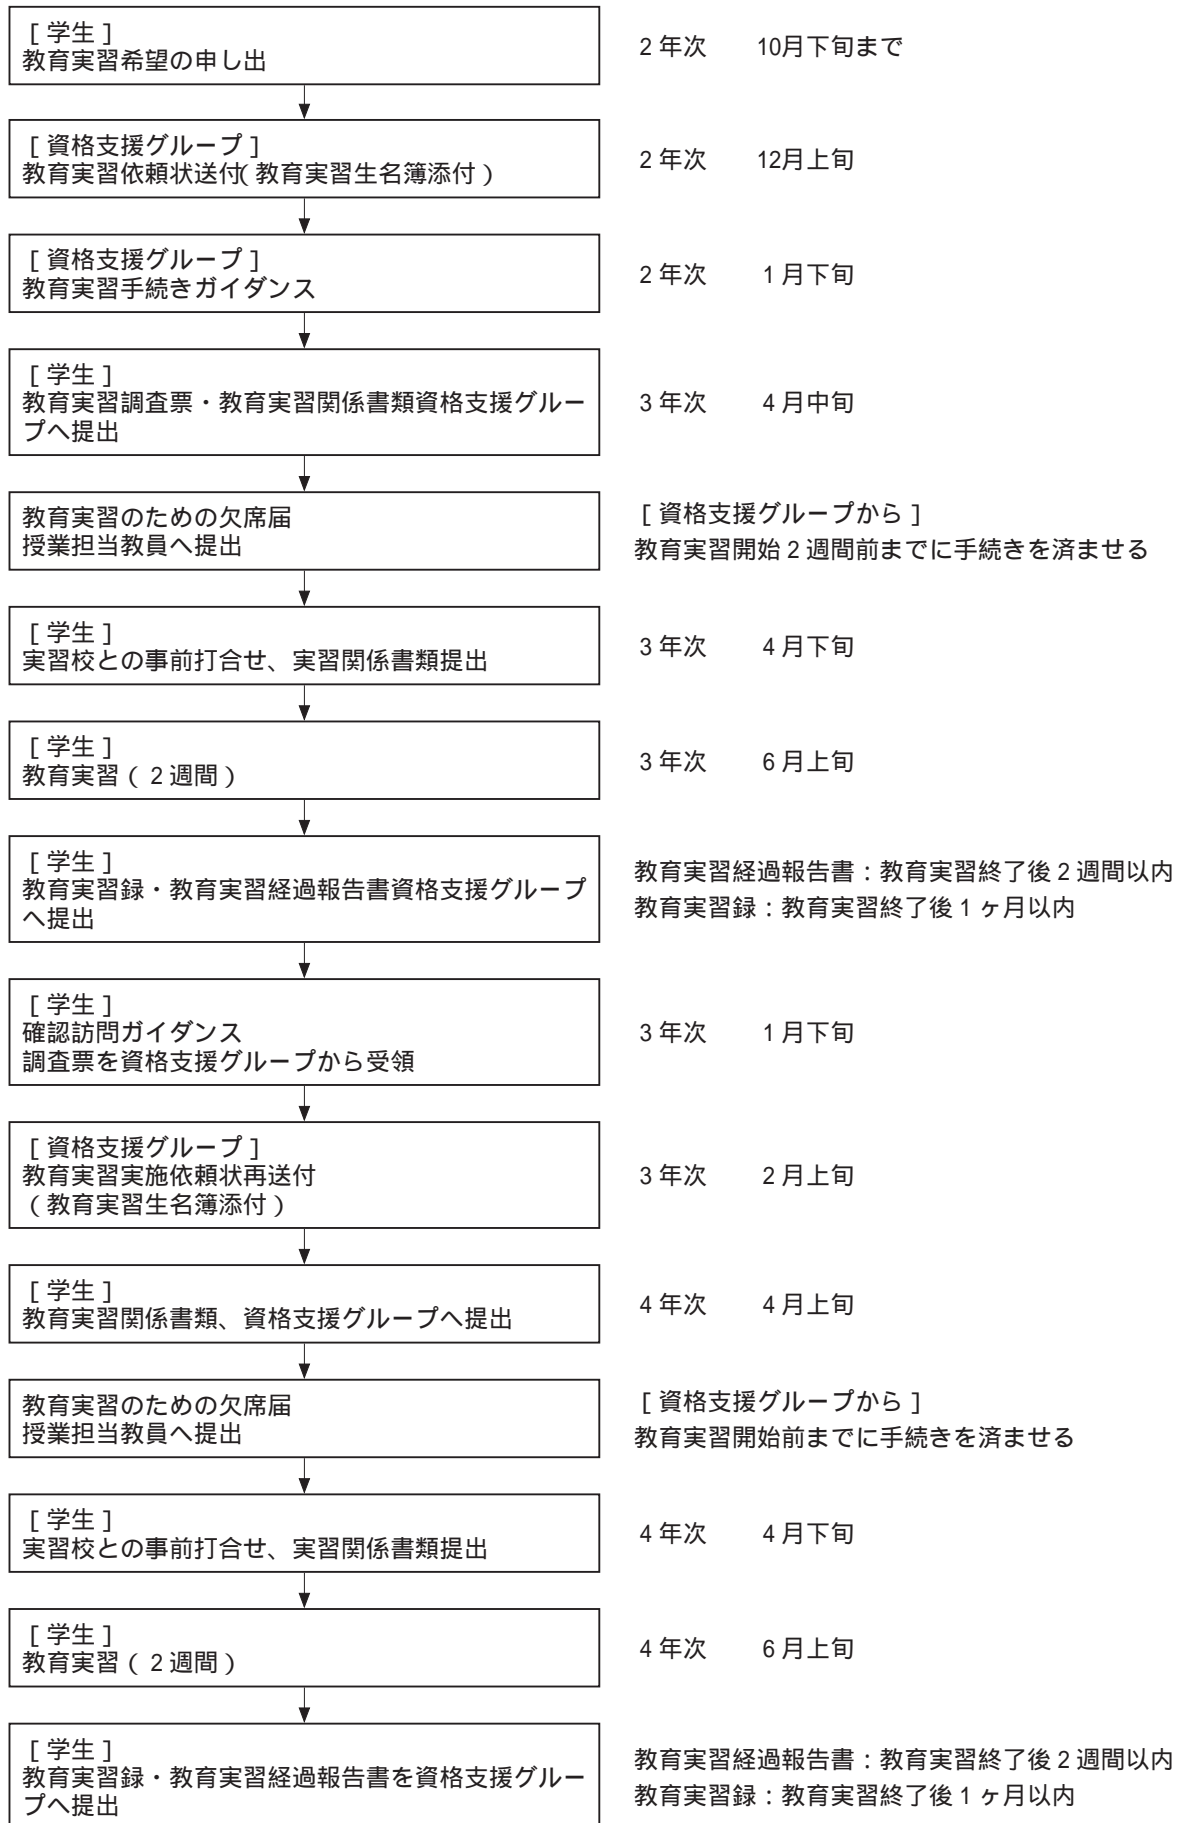 ［学生］
教育実習希望の申し出
2年次　10月下旬まで
［資格支援グループ］
教育実習依頼状送付（教育実習生名簿添付）
2年次　12月上旬
［資格支援グループ］
教育実習手続きガイダンス
2年次　1月下旬
［学生］
教育実習調査票・教育実習関係書類資格支援グルー
プへ提出
3年次　4月中旬
教育実習のための欠席届
授業担当教員へ提出
［資格支援グループから］
教育実習開始2週間前までに手続きを済ませる
［学生］
実習校との事前打合せ、実習関係書類提出
3年次　4月下旬
［学生］
教育実習（2週間）
3年次　6月上旬
［学生］
教育実習録・教育実習経過報告書資格支援グループ
へ提出
教育実習経過報告書：教育実習終了後2週間以内
教育実習録：教育実習終了後1ヶ月以内
［学生］
確認訪問ガイダンス
調査票を資格支援グループから受領
3年次　1月下旬
［資格支援グループ］
教育実習実施依頼状再送付
（教育実習生名簿添付）
3年次　2月上旬
［学生］
教育実習関係書類、資格支援グループへ提出
4年次　4月上旬
教育実習のための欠席届
授業担当教員へ提出
［資格支援グループから］
教育実習開始前までに手続きを済ませる
［学生］
実習校との事前打合せ、実習関係書類提出
4年次　4月下旬
［学生］
教育実習（2週間）
4年次　6月上旬
［学生］
教育実習録・教育実習経過報告書を資格支援グルー
プへ提出
教育実習経過報告書：教育実習終了後2週間以内
教育実習録：教育実習終了後1ヶ月以内